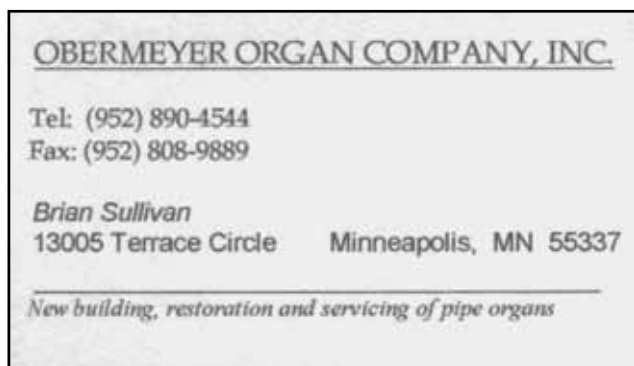 OBERMEYER ORGAN COMPANY, INC.
Tel: (952) 890-4544
Fax: (952) 808-9889
Brian Sullivan
13005 Terrace Circle Minneapolis, MN 55337
New building, restoration and servicing of pipe organs